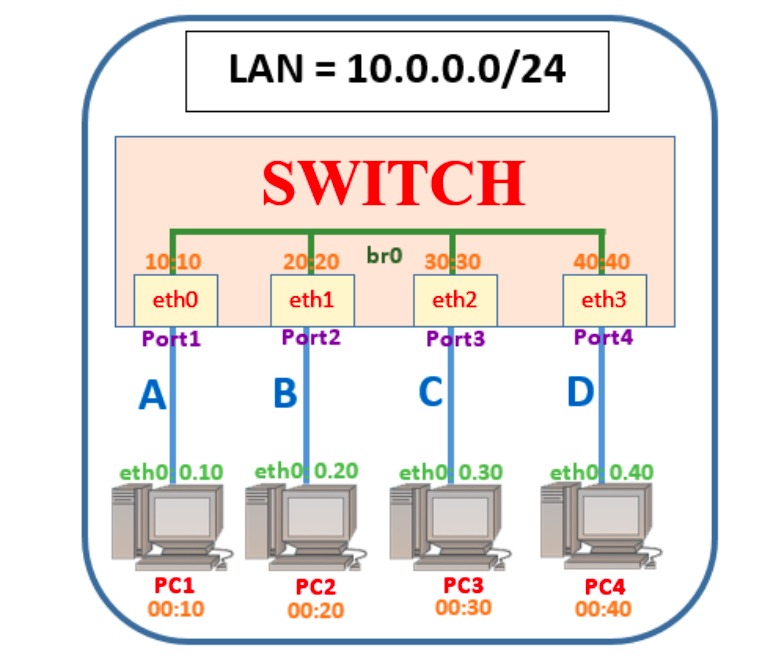 LAN = 10.0.0.0/24
SWITCH
br0
10:10 20:20 30:30 40:40
eth0 eth1 eth2 eth3
Port1 Port2 Port3 Port4
A B C D
eth0 0.10 eth0 0.20 eth0 0.30 eth0 0.40
PC1 PC2 PC3 PC4
00:10 00:20 00:30 00:40